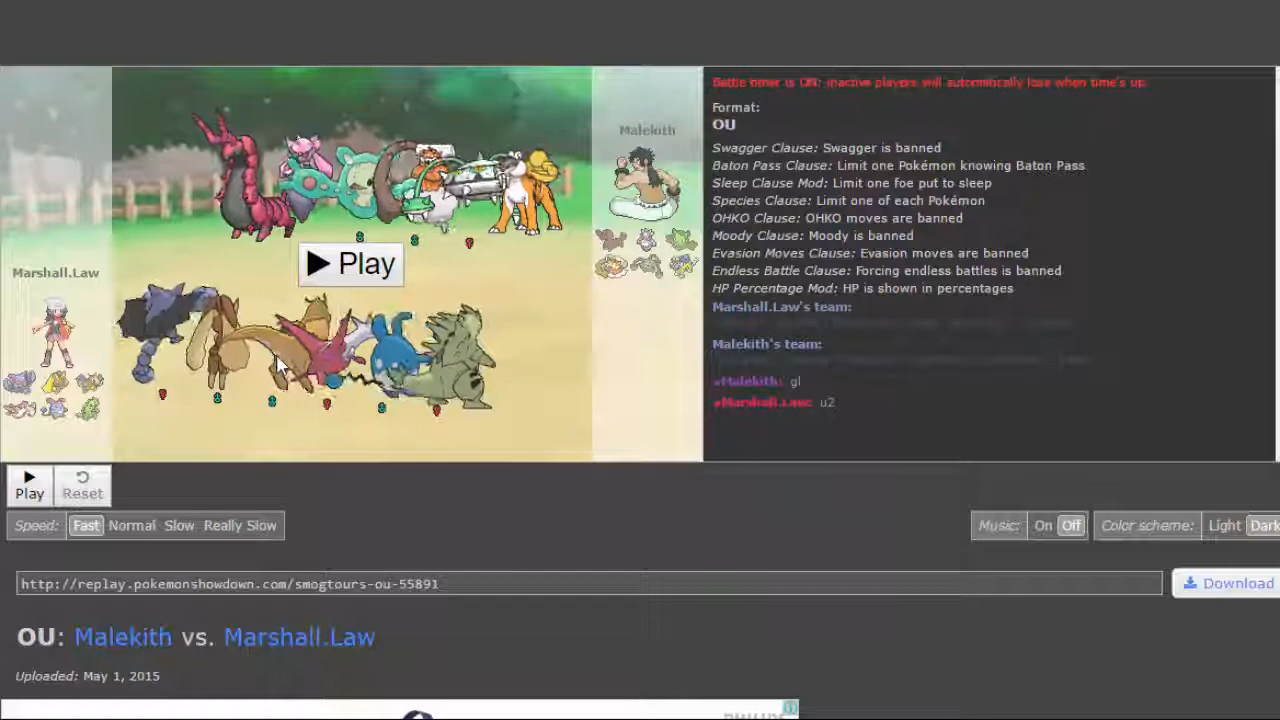 Battle timer is ON: inactive players will automatically lose when time's up.
Format:
OU
Swagger Clause: Swagger is banned
Baton Pass Clause: Limit one Pokémon knowing Baton Pass
Sleep Clause Mod: Limit one foe put to sleep
Species Clause: Limit one of each Pokémon
OHKO Clause: OHKO moves are banned
Moody Clause: Moody is banned
Evasion Moves Clause: Evasion moves are banned
Endless Battle Clause: Forcing endless battles is banned
HP Percentage Mod: HP is shown in percentages
Marshall.Law's team:
Malekith's team:
Malekith: gl
Marshall.Law: u2
Malekith
Marshall.Law
Play
Play
Reset
Speed: Fast Normal Slow Really Slow
Music: On Off
Color scheme: Light Dark
http://replay.pokemonshowdown.com/smogtours-ou-55891
Download
OU: Malekith vs. Marshall.Law
Uploaded: May 1, 2015